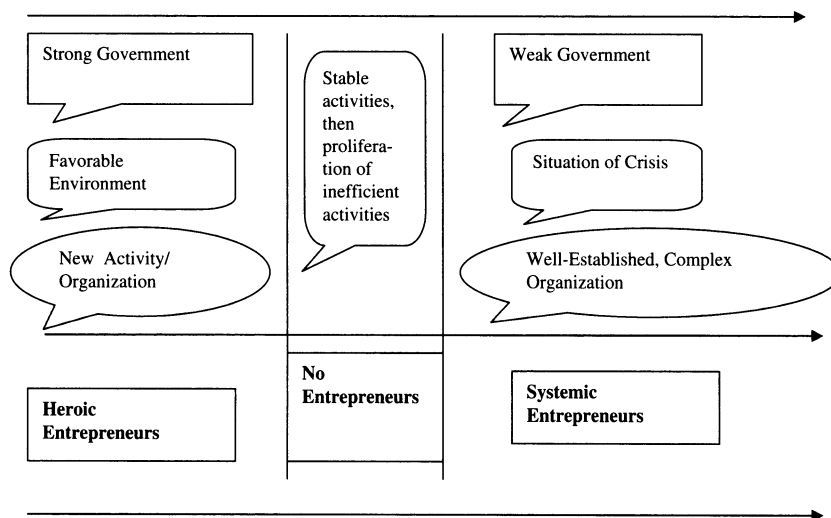 Strong Government
Favorable
Environment
New Activity/
Organization
Stable
activities,
then
prolifera-
tion of
inefficient
activities
Weak Government
Situation of Crisis
Well-Established, Complex
Organization
Heroic
Entrepreneurs
No
Entrepreneurs
Systemic
Entrepreneurs